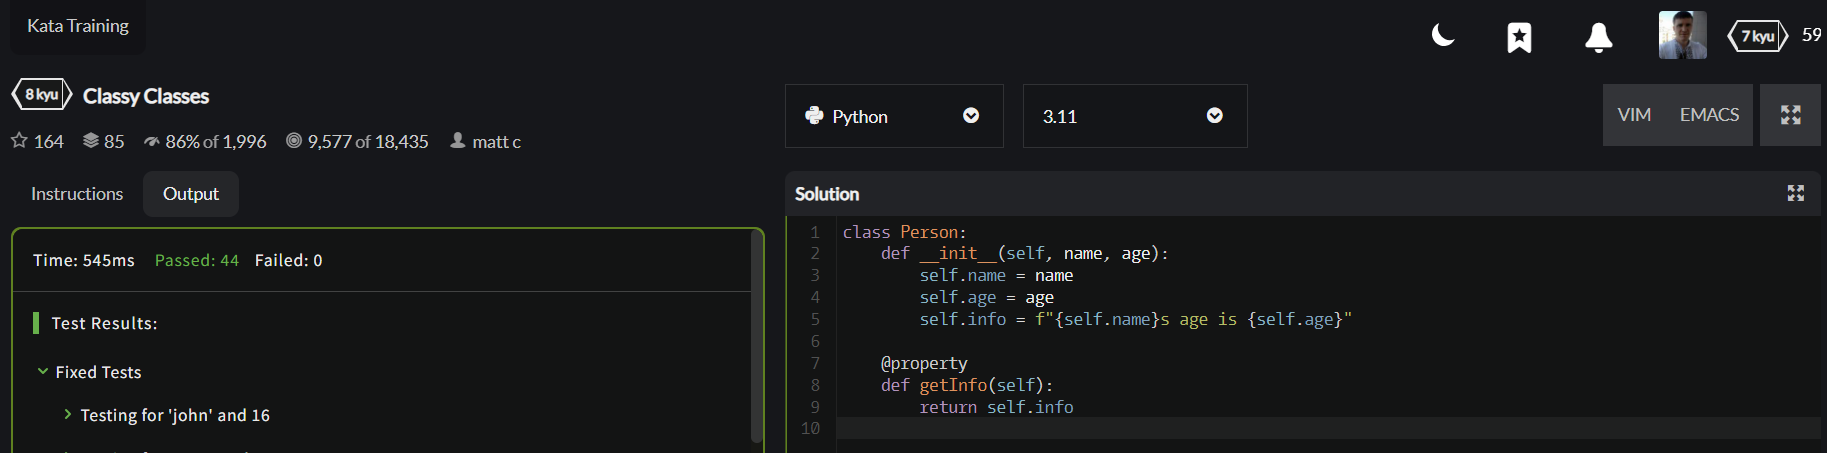 Kata Training
7 kyu 59
8 kyu Classy Classes
164 85 86% of 1,996 9,577 of 18,435 matt c
Python 3.11 VIM EMACS
Instructions Output
Time: 545ms Passed: 44 Failed: 0
Test Results:
Fixed Tests
Testing for 'john' and 16
Solution
1 class Person:
2     def __init__(self, name, age):
3         self.name = name
4         self.age = age
5         self.info = f"{self.name}s age is {self.age}"
6
7     @property
8     def getInfo(self):
9         return self.info
10